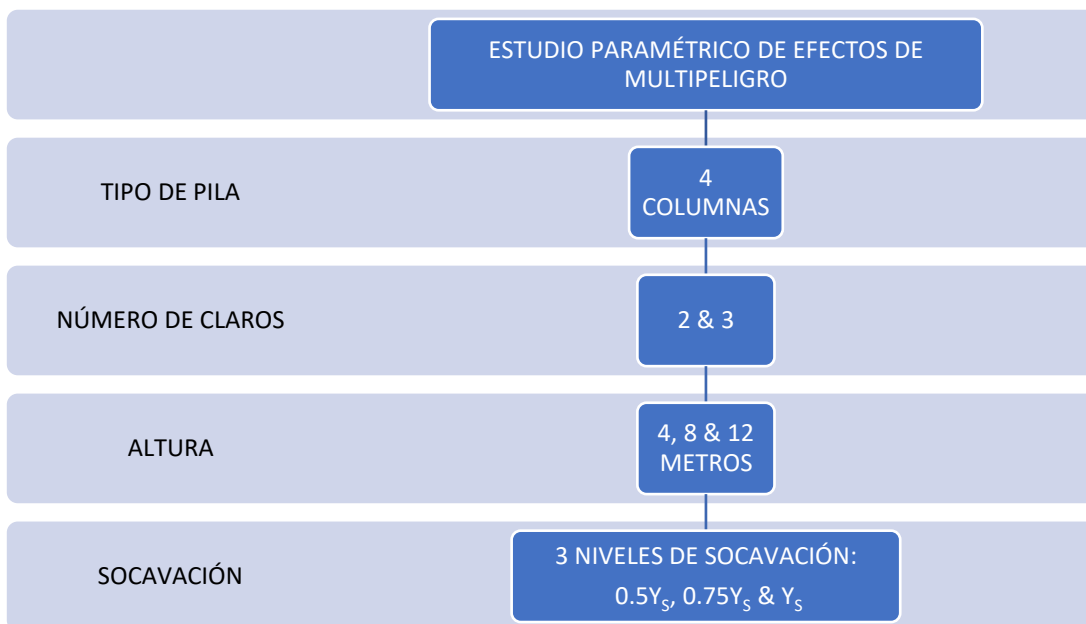 ESTUDIO PARAMÉTRICO DE EFECTOS DE
MULTIPELIGRO
TIPO DE PILA
4
COLUMNAS
NÚMERO DE CLAROS
2 & 3
ALTURA
4, 8 & 12
METROS
SOCAVACIÓN
3 NIVELES DE SOCAVACIÓN:
0.5Yₛ, 0.75Yₛ & Yₛ